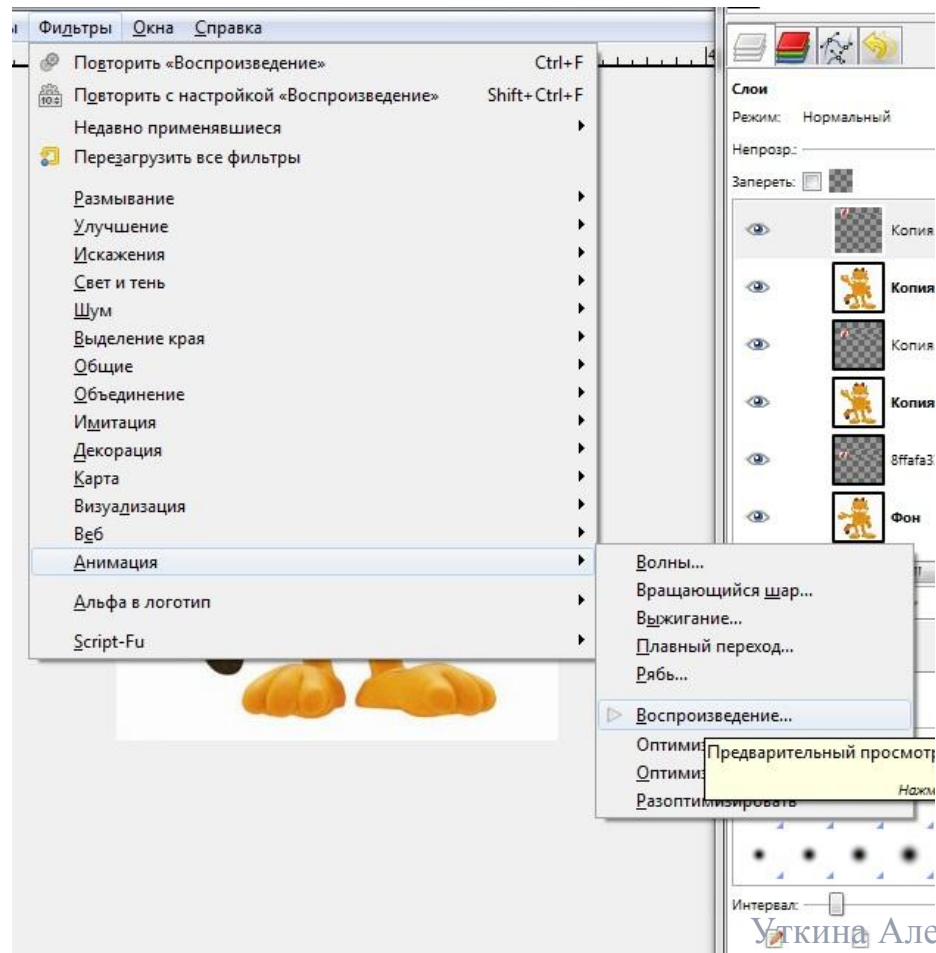 ы Фильтры Окна Справка
Повторить «Воспроизведение» Ctrl+F
Повторить с настройкой «Воспроизведение» Shift+Ctrl+F
Недавно применявшиеся
Перезагрузить все фильтры
Размывание
Улучшение
Искажения
Свет и тень
Шум
Выделение края
Общие
Объединение
Имитация
Декорация
Карта
Визуализация
Веб
Анимация
Альфа в логотип
Script-Fu
Волны...
Вращающийся шар...
Выжигание...
Плавный переход...
Рябь...
Воспроизведение...
Предварительный просмотр
Разоптимизировать
Слои
Режим: Нормальный
Непрозр.:
Запереть:
Копия
Копия
Копия
Копия
8ffafa3
Фон
Интервал:
Уткина Але